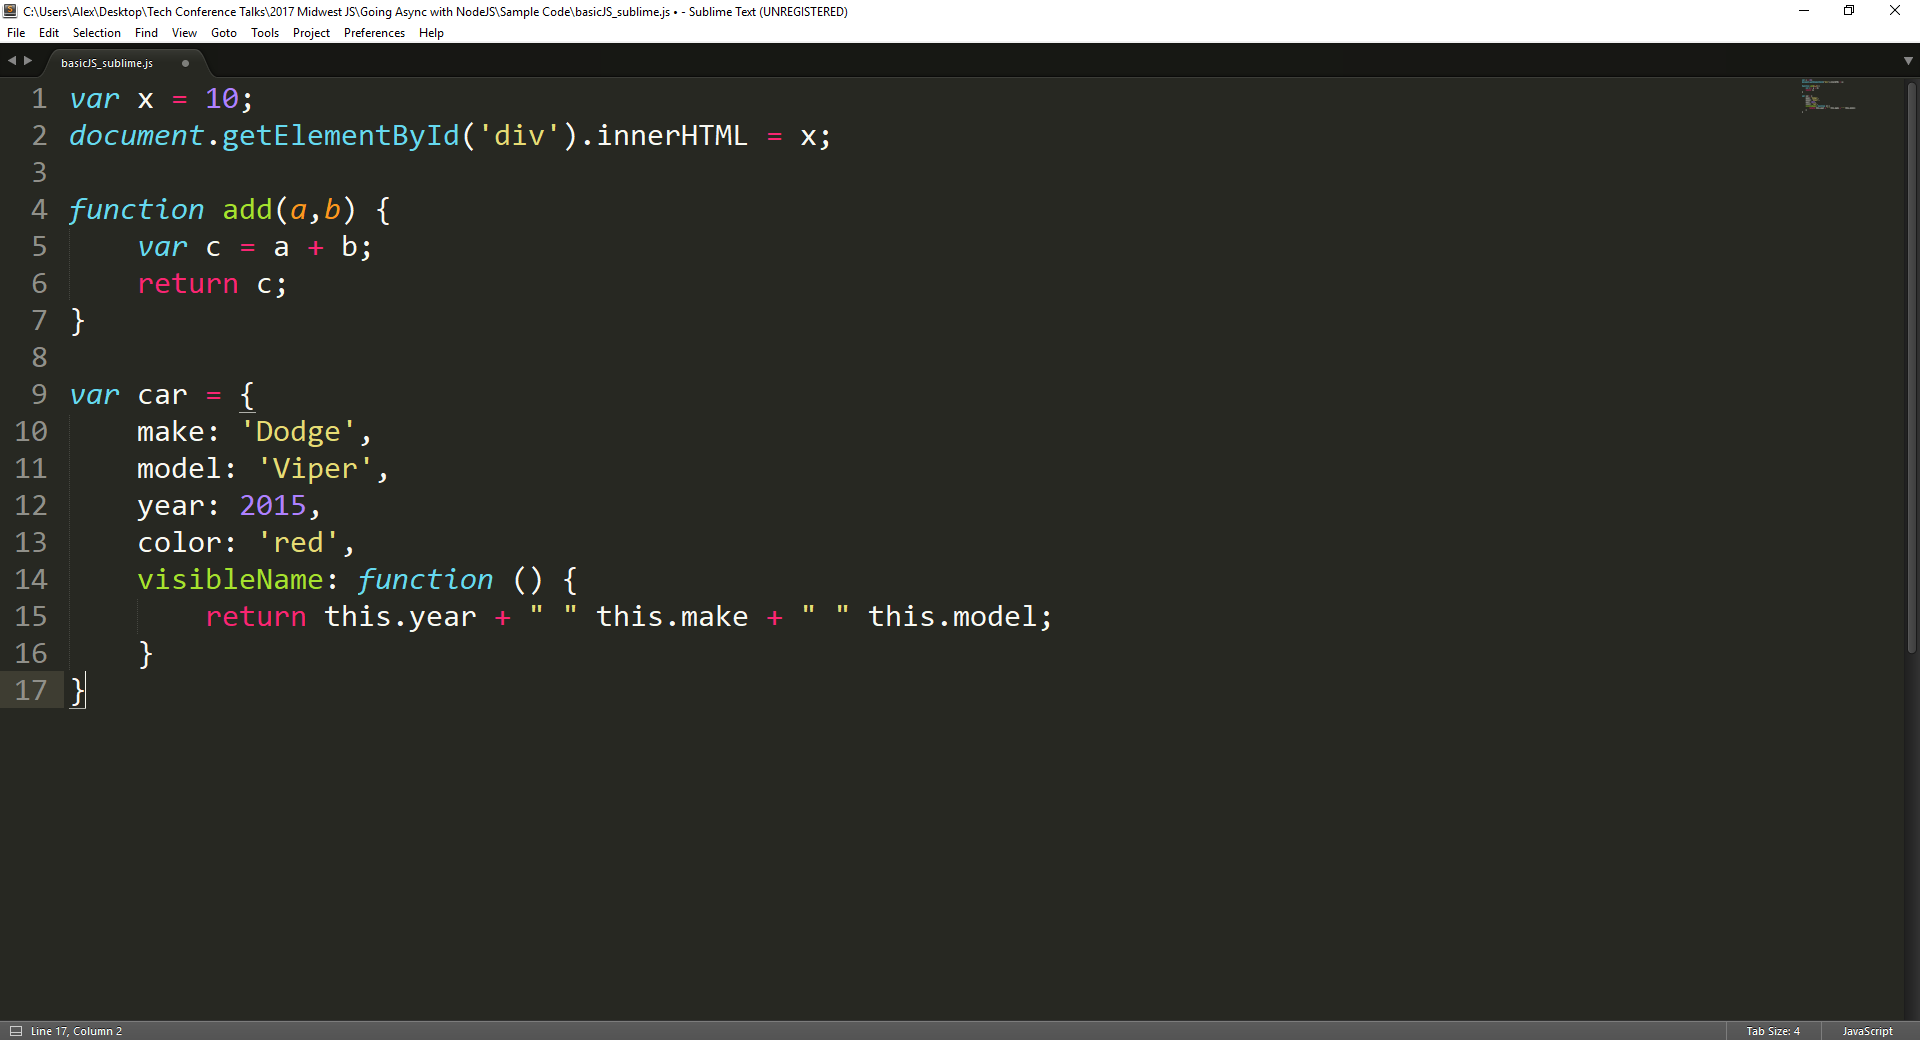 C:\Users\Alex\Desktop\Tech Conference Talks\2017 Midwest JS\Going Async with NodeJS\Sample Code\basicJS_sublime.js • - Sublime Text (UNREGISTERED)
File Edit Selection Find View Goto Tools Project Preferences Help
basicJS_sublime.js
1 var x = 10;
2 document.getElementById('div').innerHTML = x;
3
4 function add(a,b) {
5     var c = a + b;
6     return c;
7 }
8
9 var car = {
10     make: 'Dodge',
11     model: 'Viper',
12     year: 2015,
13     color: 'red',
14     visibleName: function () {
15         return this.year + " " this.make + " " this.model;
16     }
17 }
Line 17, Column 2 Tab Size: 4 JavaScript